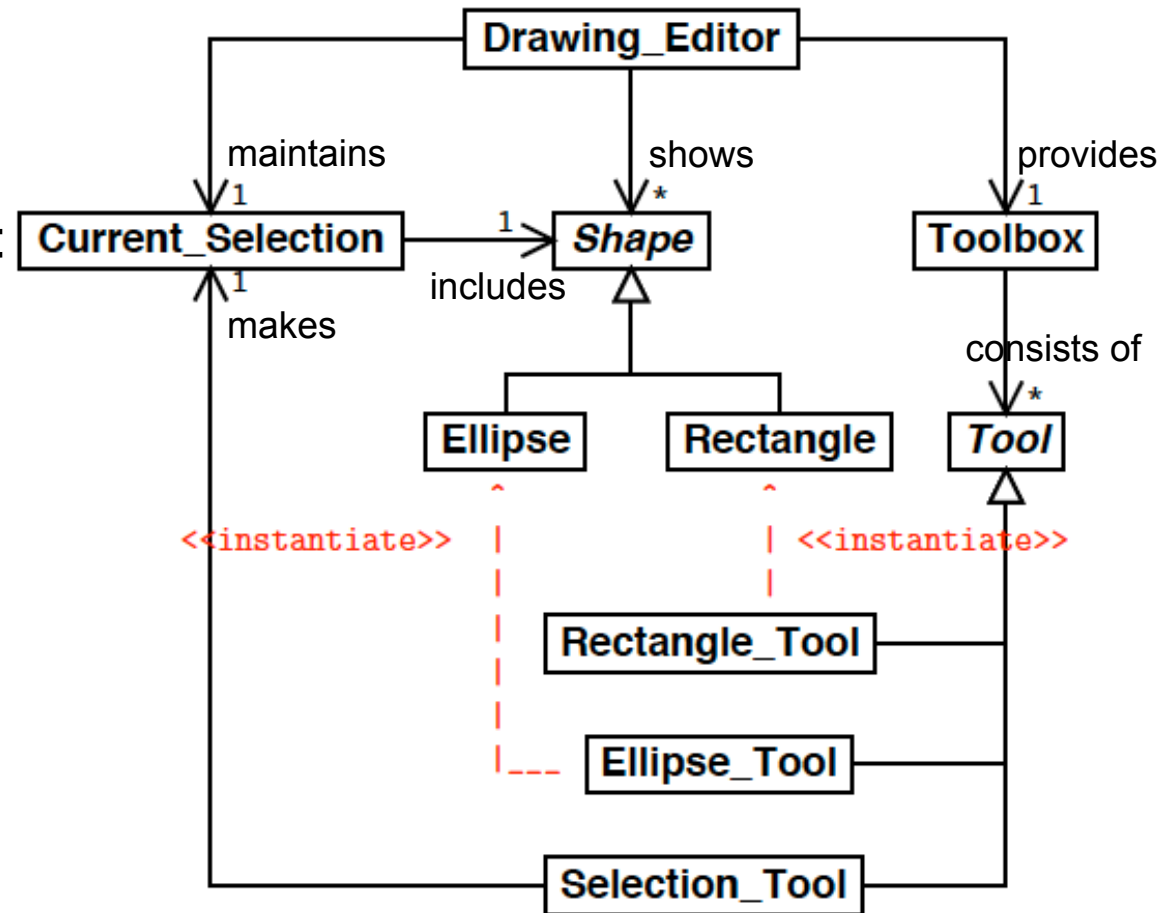 Drawing_Editor
maintains
shows
provides
1
*
1
: Current_Selection
1
Shape
Toolbox
1
includes
makes
consists of
*
Ellipse
Rectangle
Tool
<<instantiate>>
<<instantiate>>
Rectangle_Tool
Ellipse_Tool
Selection_Tool